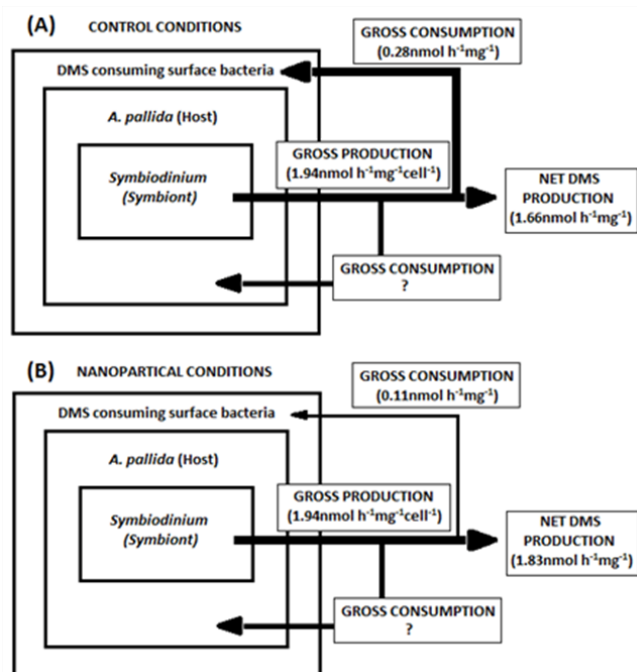 (A) CONTROL CONDITIONS
GROSS CONSUMPTION
(0.28nmol h⁻¹mg⁻¹)
DMS consuming surface bacteria
A. pallida (Host)
GROSS PRODUCTION
(1.94nmol h⁻¹mg⁻¹cell⁻¹)
Symbiodinium
(Symbiont)
NET DMS
PRODUCTION
(1.66nmol h⁻¹mg⁻¹)
GROSS CONSUMPTION
?
(B) NANOPARTICAL CONDITIONS
GROSS CONSUMPTION
(0.11nmol h⁻¹mg⁻¹)
DMS consuming surface bacteria
A. pallida (Host)
GROSS PRODUCTION
(1.94nmol h⁻¹mg⁻¹cell⁻¹)
Symbiodinium
(Symbiont)
NET DMS
PRODUCTION
(1.83nmol h⁻¹mg⁻¹)
GROSS CONSUMPTION
?